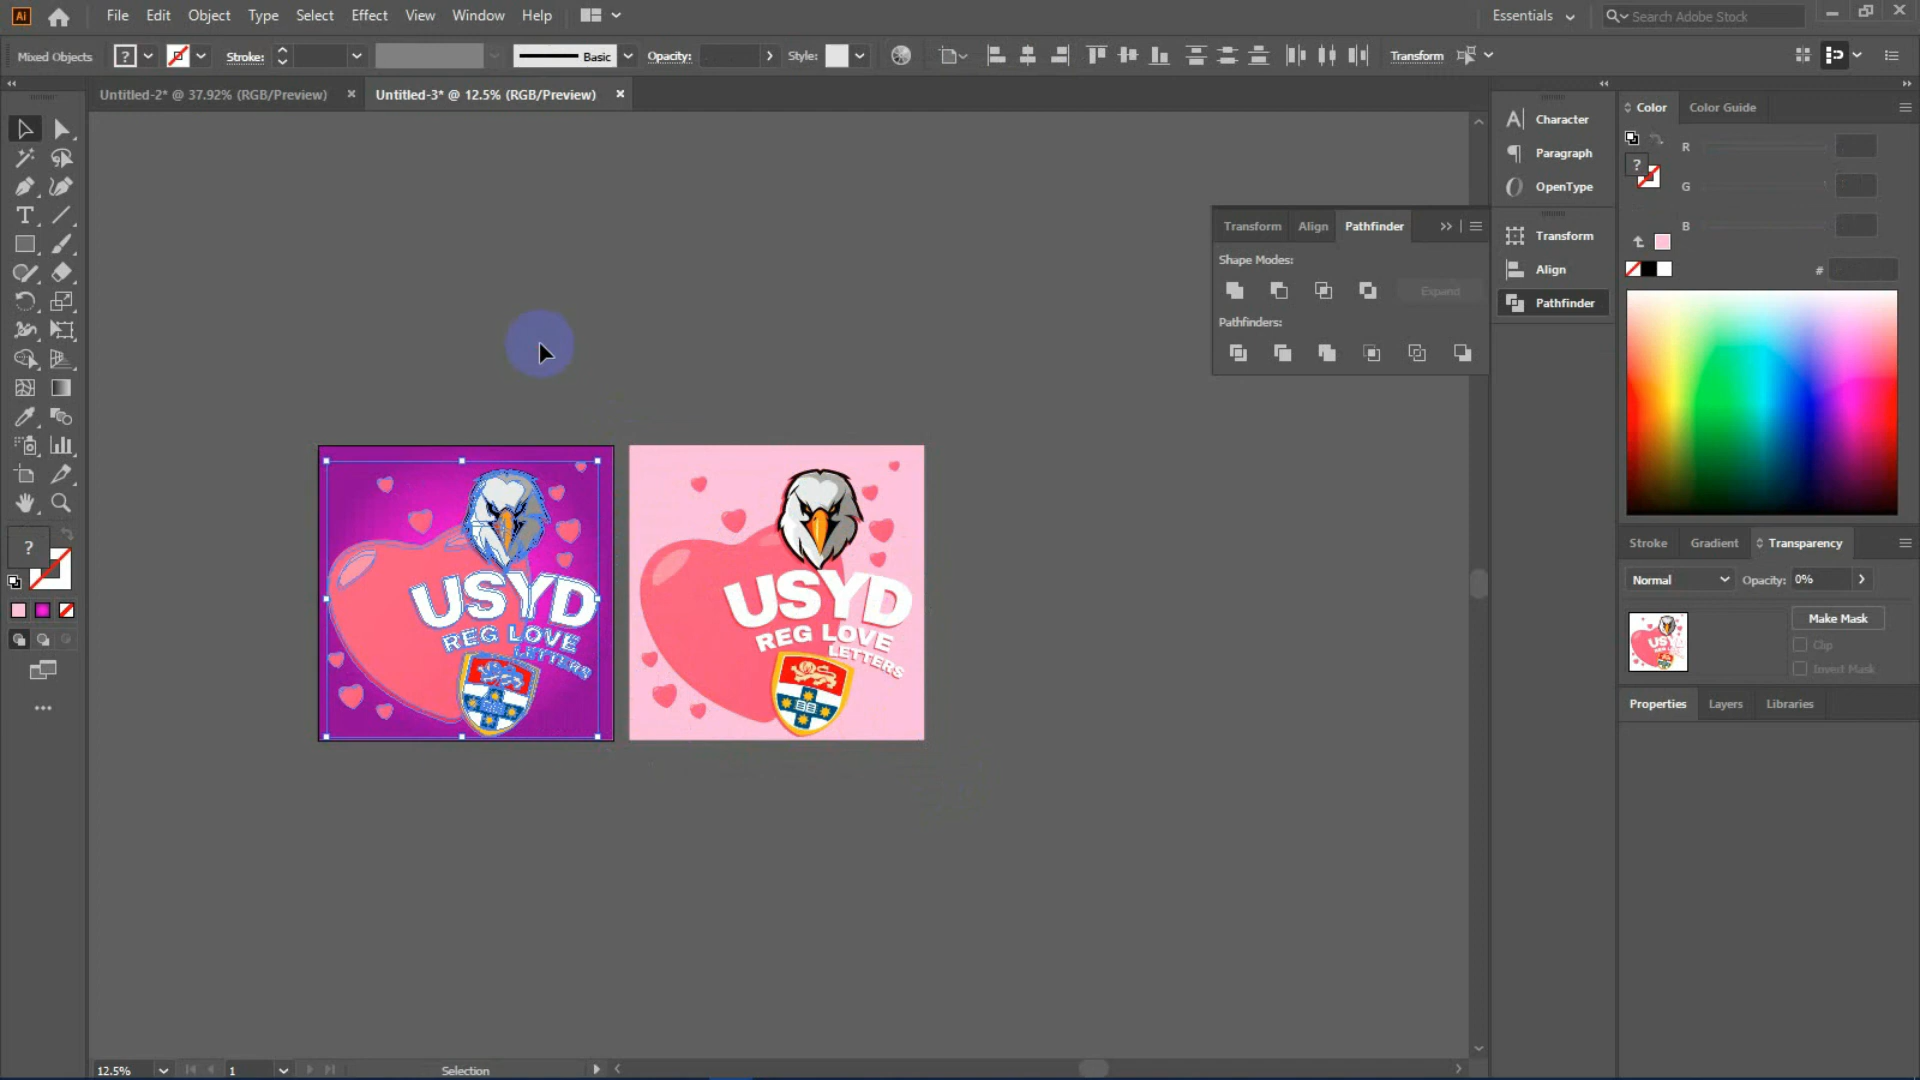 Ai File Edit Object Type Select Effect View Window Help Essentials Search Adobe Stock
Mixed Objects ? Stroke: Basic Opacity: Style: Transform
Untitled-2* @ 37.92% (RGB/Preview) × Untitled-3* @ 12.5% (RGB/Preview) ×
Color Color Guide
Character
Paragraph
OpenType
Transform
Align
Pathfinder
R
G
B
#
?
Transform Align Pathfinder
Shape Modes:
Expand
Pathfinders:
?
USYD
REG LOVE
LETTERS
USYD
REG LOVE
LETTERS
Stroke Gradient Transparency
Normal Opacity: 0%
Make Mask
Clip
Invert Mask
Properties Layers Libraries
12.5% 1 Selection